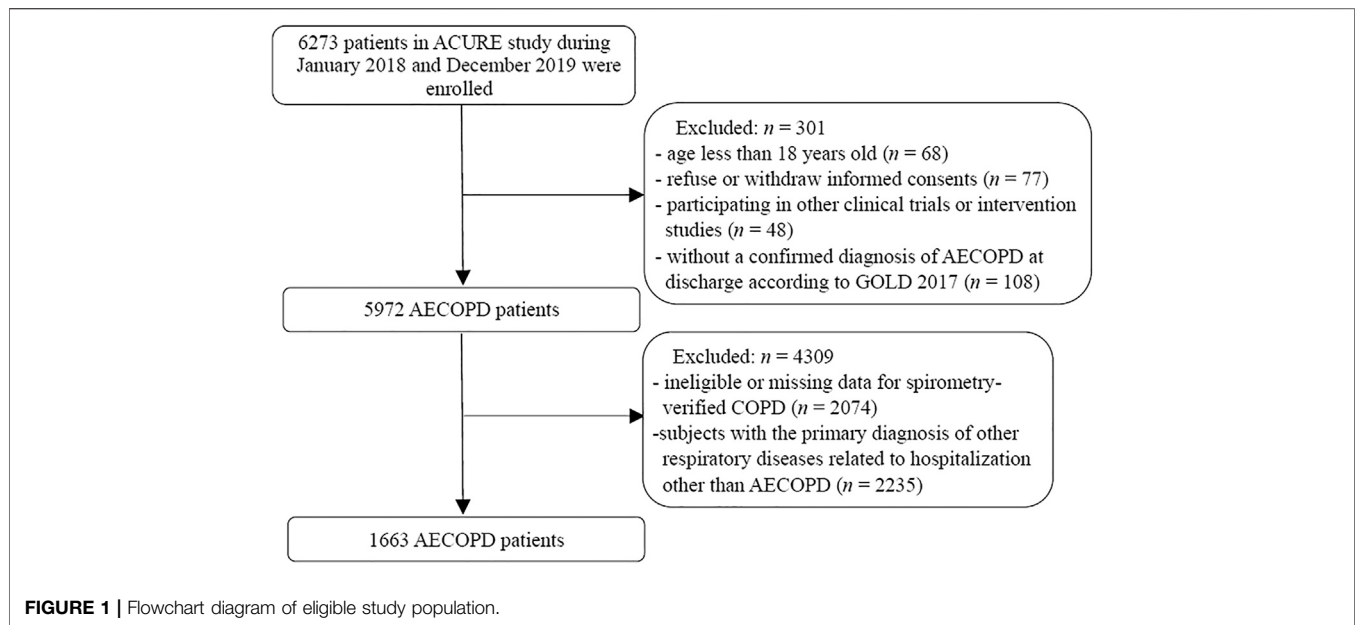 6273 patients in ACURE study during
January 2018 and December 2019 were
enrolled
Excluded: n = 301
- age less than 18 years old (n = 68)
- refuse or withdraw informed consents (n = 77)
- participating in other clinical trials or intervention
studies (n = 48)
- without a confirmed diagnosis of AECOPD at
discharge according to GOLD 2017 (n = 108)
5972 AECOPD patients
Excluded: n = 4309
- ineligible or missing data for spirometry-
verified COPD (n = 2074)
-subjects with the primary diagnosis of other
respiratory diseases related to hospitalization
other than AECOPD (n = 2235)
1663 AECOPD patients
FIGURE 1 | Flowchart diagram of eligible study population.